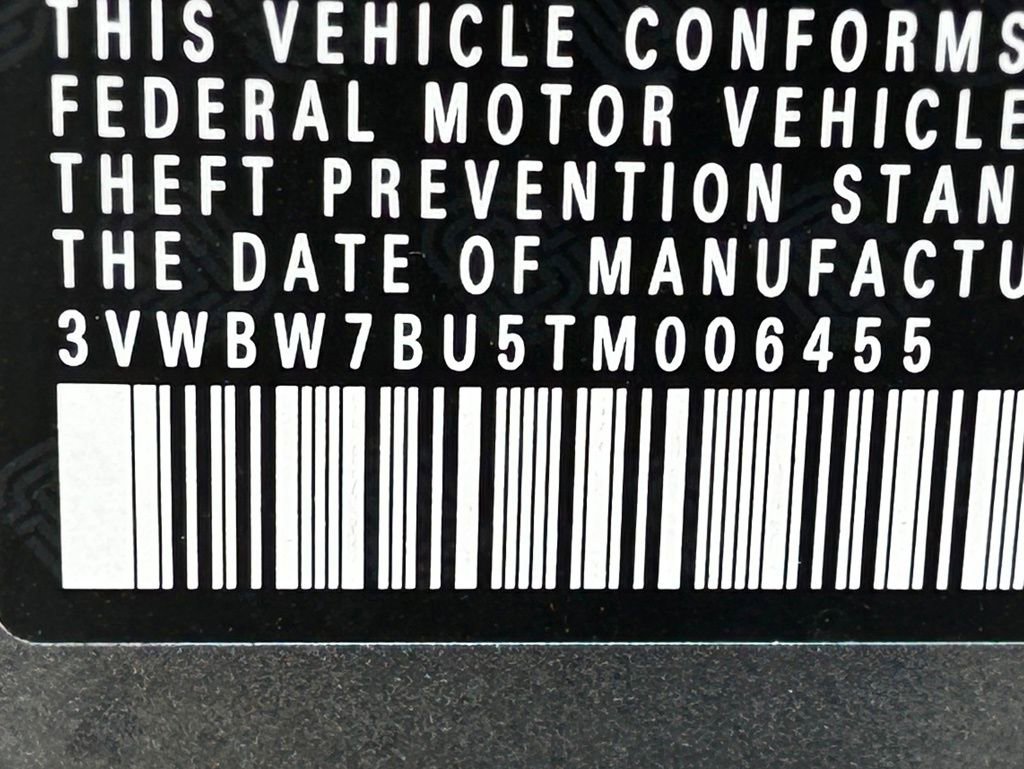 THIS VEHICLE CONFORMS
FEDERAL MOTOR VEHICLE
THEFT PREVENTION STAN
THE DATE OF MANUFACTU
3VWBW7BU5TM006455